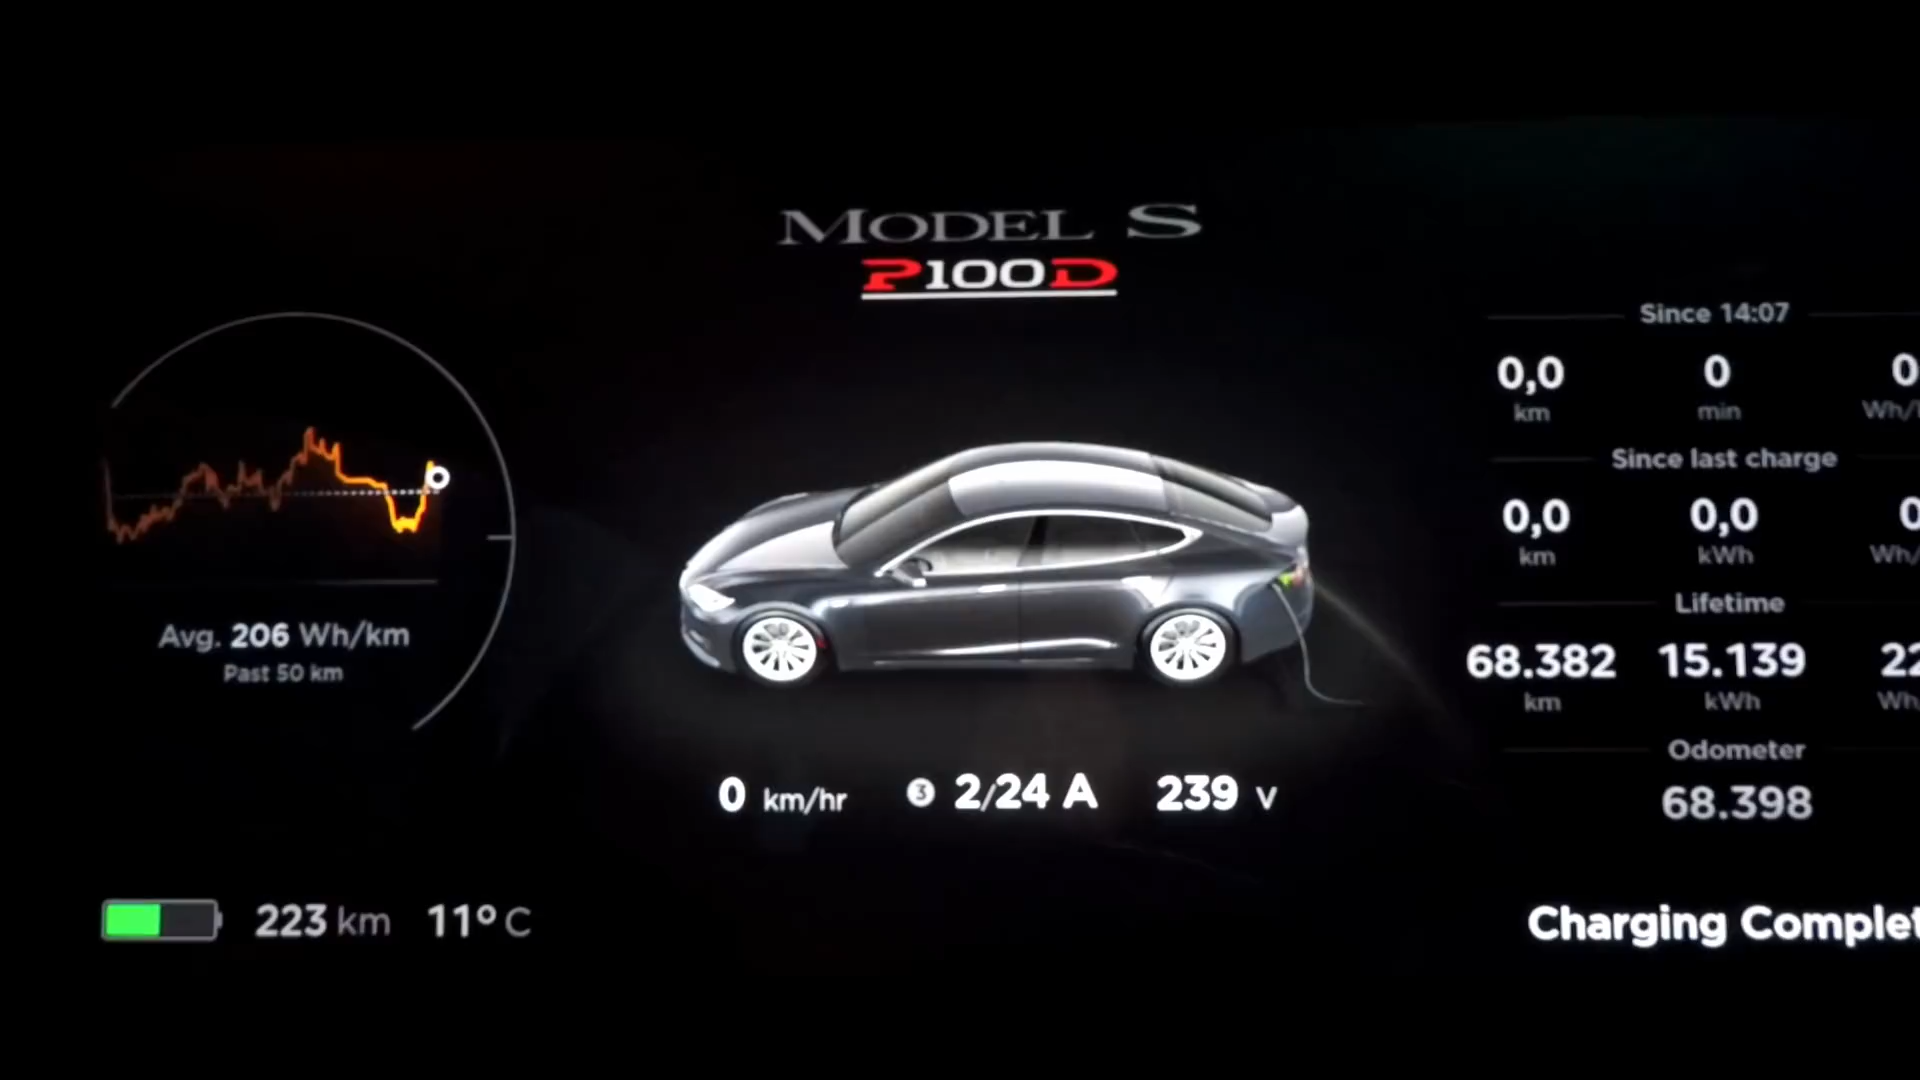 MODEL S
P100D
Since 14:07
0,0 0
km min
Since last charge
0,0 0,0
km kWh
Lifetime
68.382 15.139
km kWh
Odometer
68.398
Avg. 206 Wh/km
Past 50 km
0 km/hr 3 2/24 A 239 V
223 km 11° C
Charging